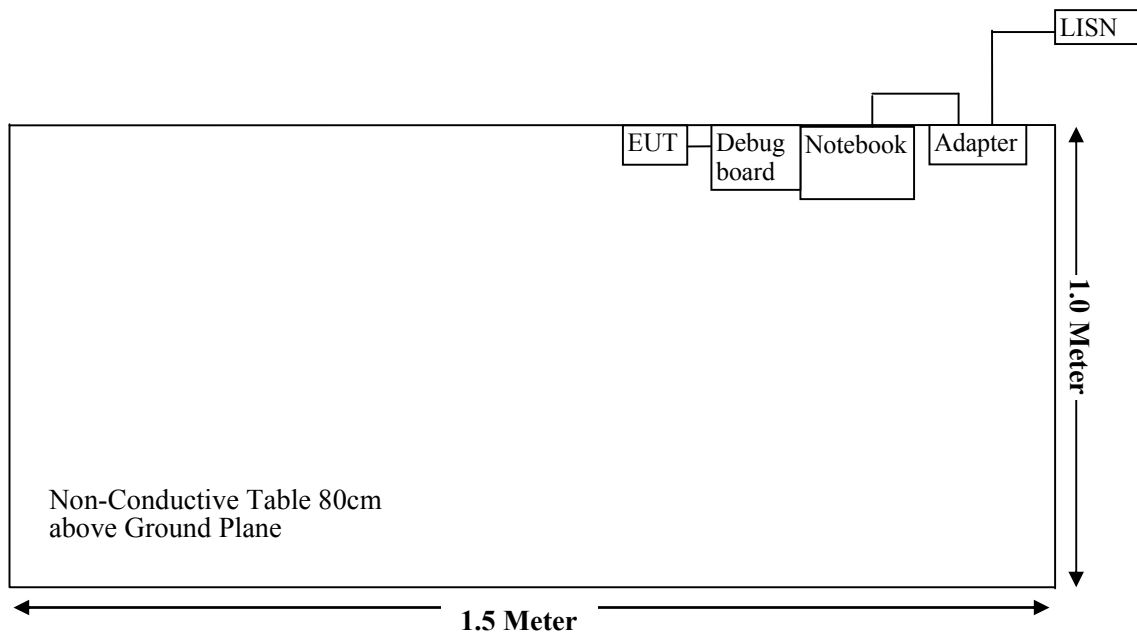 LISN
EUT
Debug
board
Notebook
Adapter
1.0 Meter
Non-Conductive Table 80cm
above Ground Plane
1.5 Meter